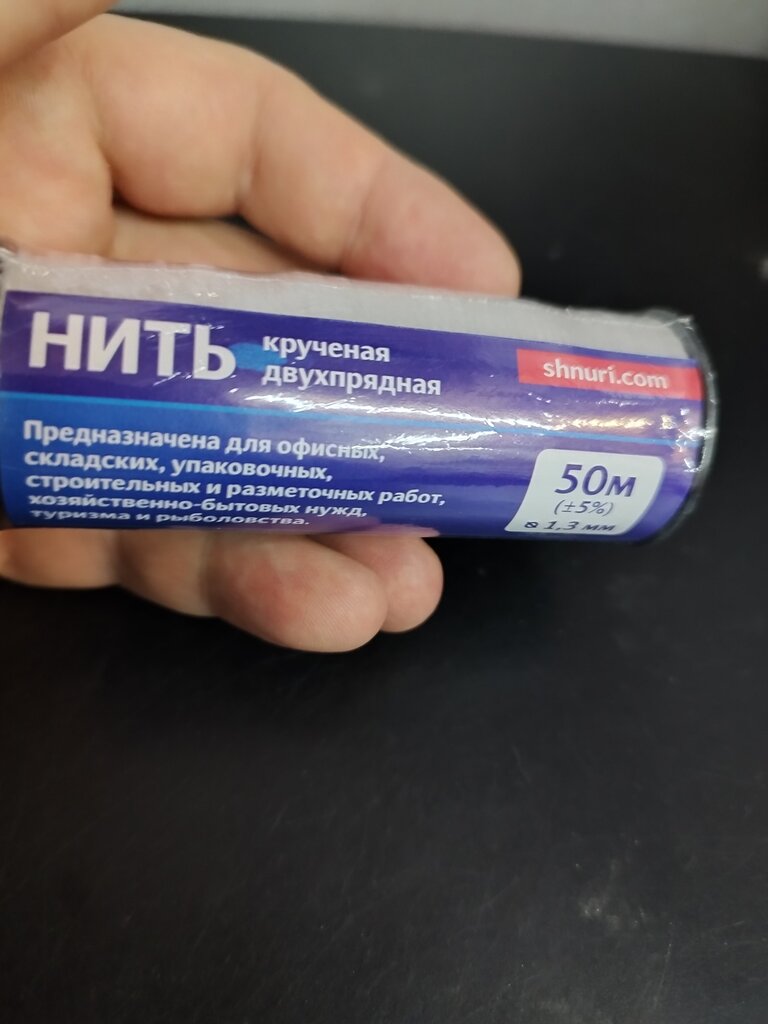 НИТЬ
крученая
двухпрядная
shnuri.com
Предназначена для офисных,
складских, упаковочных,
строительных и разметочных работ,
хозяйственно-бытовых нужд,
туризма и рыболовства.
50м
(±5%)
⌀ 1,3 мм